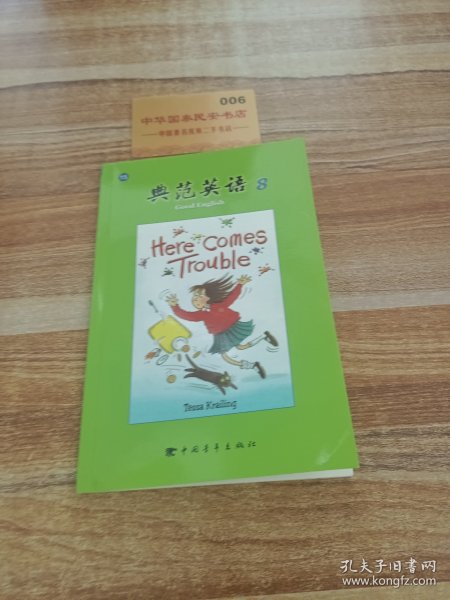 006
中华国泰民安书店
典范英语 8
Good English
Here Comes
Trouble
Tessa Krailing
中国青年出版社
孔夫子旧书网
www.kongfz.com